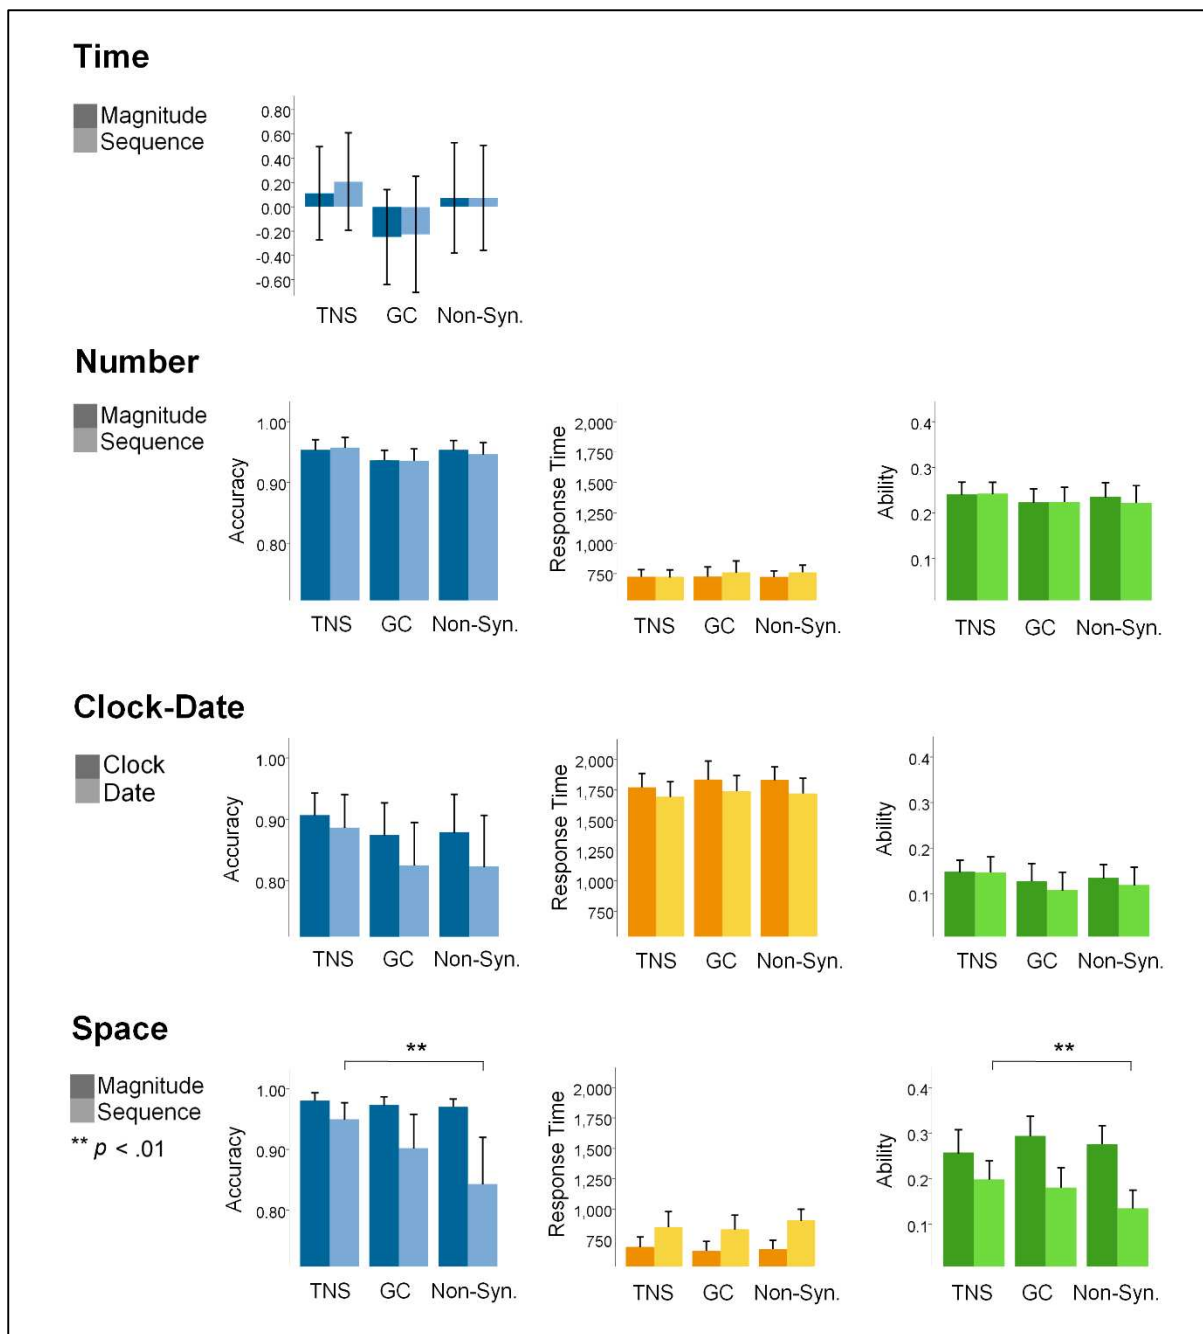 Time
Magnitude
Sequence
0.80
0.60
0.40
0.20
0.00
-0.20
-0.40
-0.60
TNS GC Non-Syn.
Number
Magnitude
Sequence
Accuracy
1.00
0.90
0.80
TNS GC Non-Syn.
Response Time
2,000
1,750
1,500
1,250
1,000
750
TNS GC Non-Syn.
Ability
0.4
0.3
0.2
0.1
TNS GC Non-Syn.
Clock-Date
Clock
Date
Accuracy
1.00
0.90
0.80
TNS GC Non-Syn.
Response Time
2,000
1,750
1,500
1,250
1,000
750
TNS GC Non-Syn.
Ability
0.4
0.3
0.2
0.1
TNS GC Non-Syn.
Space
Magnitude
Sequence
** p < .01
**
Accuracy
1.00
0.90
0.80
TNS GC Non-Syn.
Response Time
2,000
1,750
1,500
1,250
1,000
750
TNS GC Non-Syn.
**
Ability
0.4
0.3
0.2
0.1
TNS GC Non-Syn.